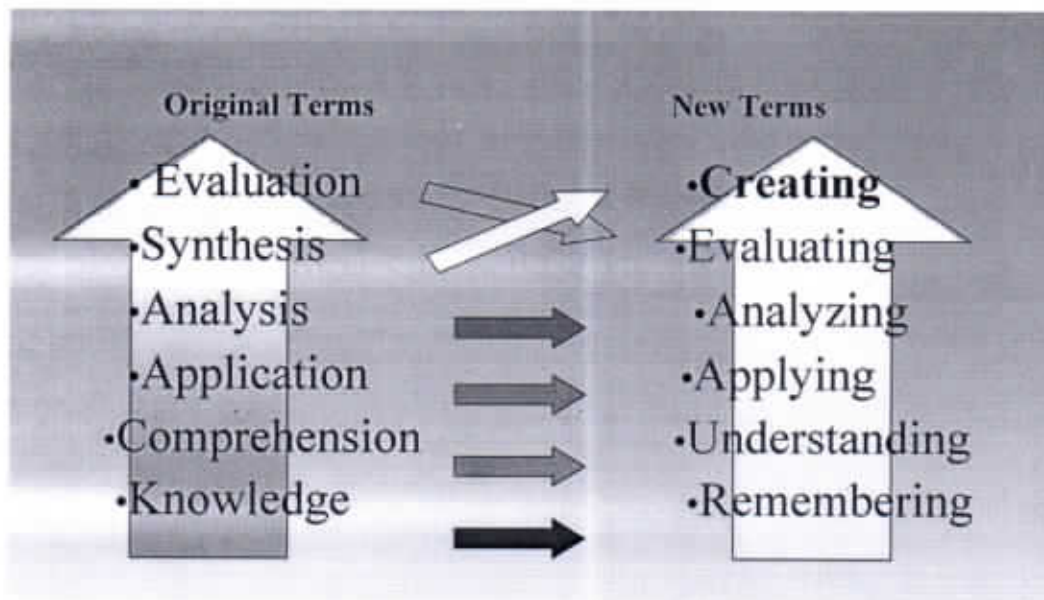 Original Terms
• Evaluation
•Synthesis
•Analysis
•Application
•Comprehension
•Knowledge
New Terms
•Creating
•Evaluating
•Analyzing
•Applying
•Understanding
•Remembering